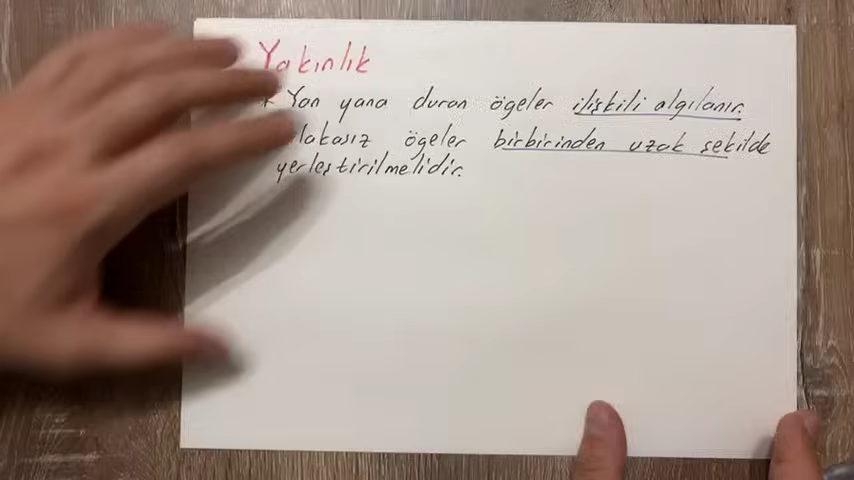 Yakınlık
* Yan yana duran ögeler ilişkili algılanır.
ögeler birbirinden uzak şekilde
yerleştirilmelidir.